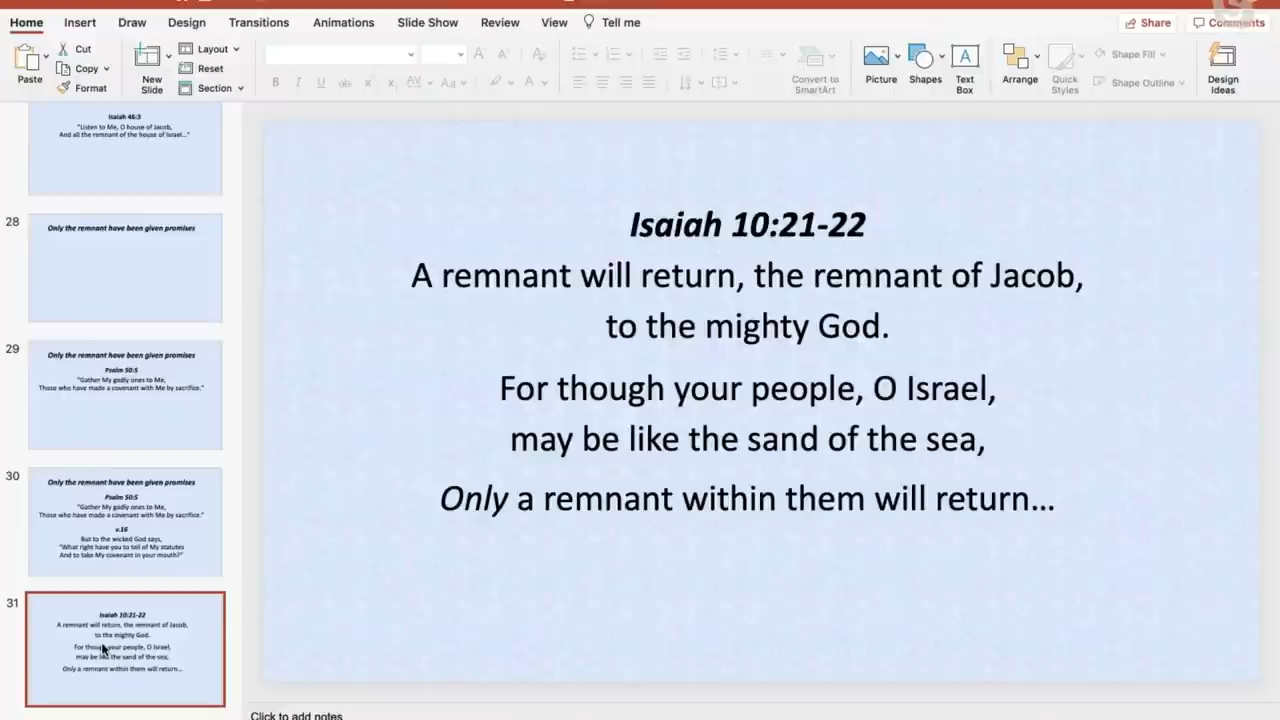 Home Insert Draw Design Transitions Animations Slide Show Review View Tell me Share Comments
Paste Cut Copy Format
New Slide Layout Reset Section
Convert to SmartArt
Picture Shapes Text Box
Arrange Quick Styles Shape Fill Shape Outline
Design Ideas
Isaiah 46:3
"Listen to Me, O house of Jacob,
And all the remnant of the house of Israel..."
28
Only the remnant have been given promises
29
Only the remnant have been given promises
Psalm 50:5
"Gather My godly ones to Me,
Those who have made a covenant with Me by sacrifice."
30
Only the remnant have been given promises
Psalm 50:5
"Gather My godly ones to Me,
Those who have made a covenant with Me by sacrifice."
v.16
But to the wicked God says,
"What right have you to tell of My statutes
And to take My covenant in your mouth?"
31
Isaiah 10:21-22
A remnant will return, the remnant of Jacob,
to the mighty God.
For though your people, O Israel,
may be like the sand of the sea,
Only a remnant within them will return...
Isaiah 10:21-22
A remnant will return, the remnant of Jacob,
to the mighty God.
For though your people, O Israel,
may be like the sand of the sea,
Only a remnant within them will return...
Click to add notes